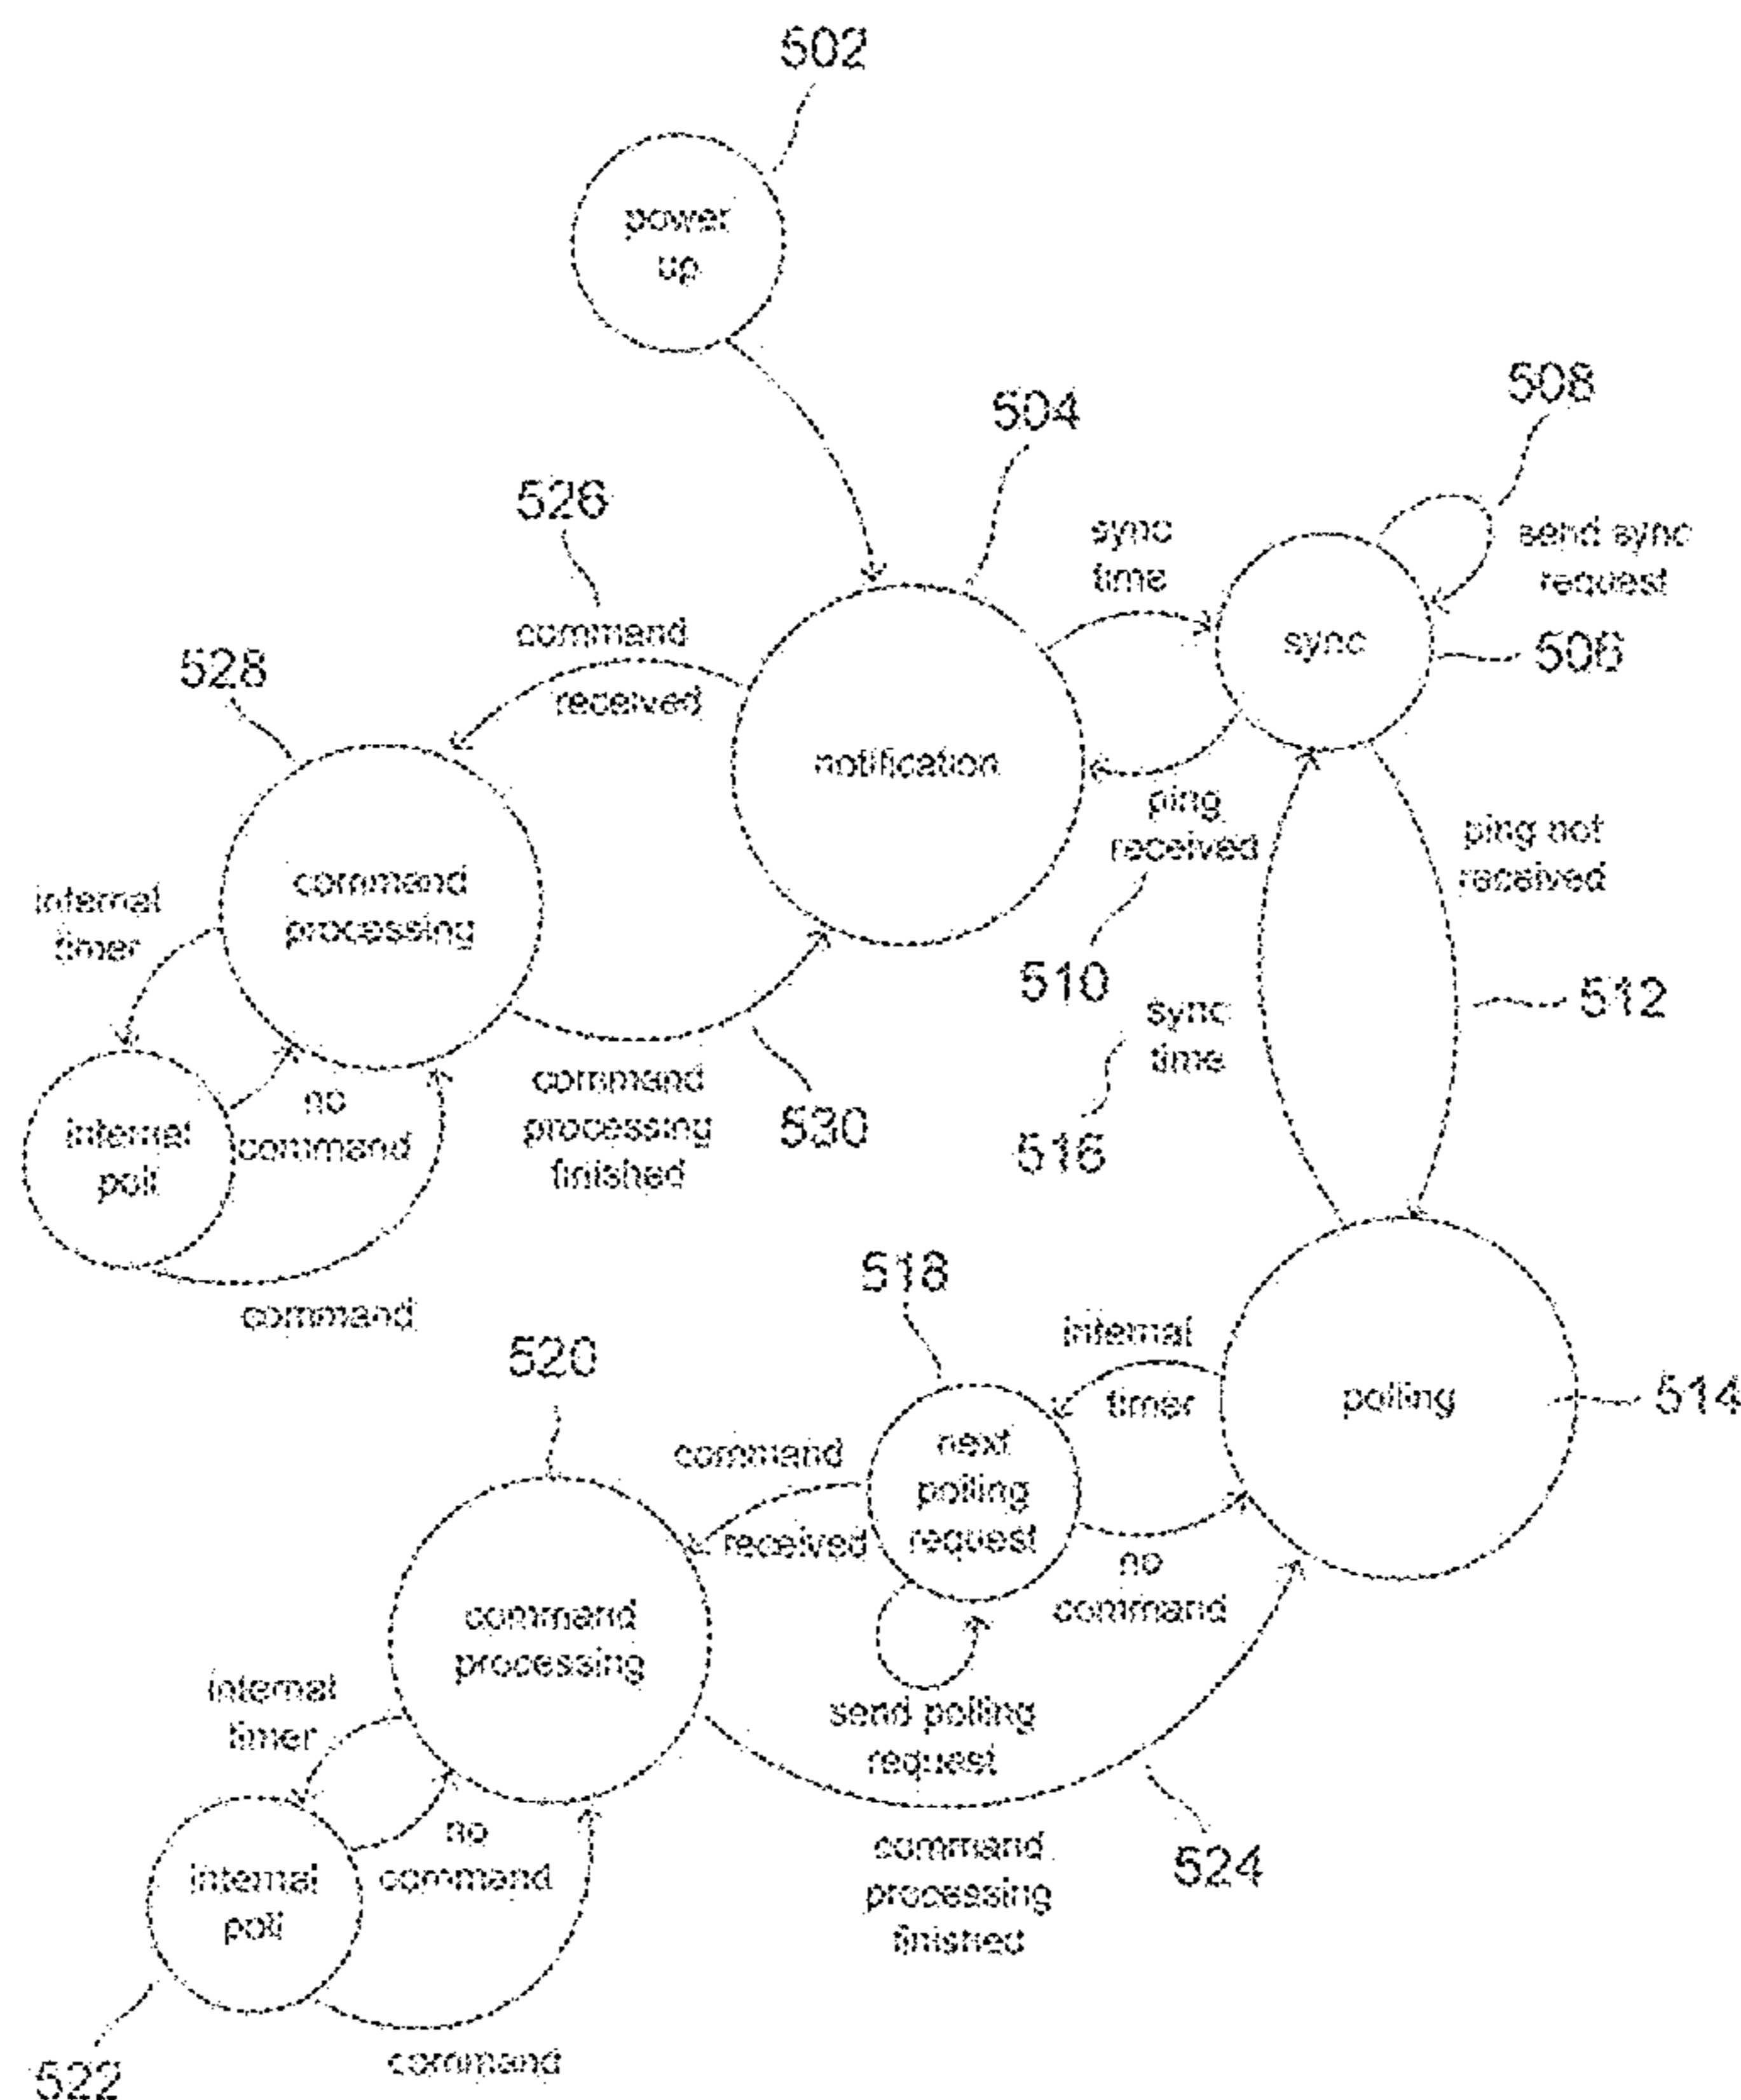 502
power
up
504
508
526
sync
time
send sync
request
command
received
528
sync
506
notification
ping
received
ping not
received
command
processing
internal
timer
510
512
sync
time
516
no
command
command
processing
finished
530
internal
poll
command
518
520
internal
timer
polling
514
command
received
next
polling
request
no
command
command
processing
send polling
request
internal
timer
no
command
command
processing
finished
524
internal
poll
command
522